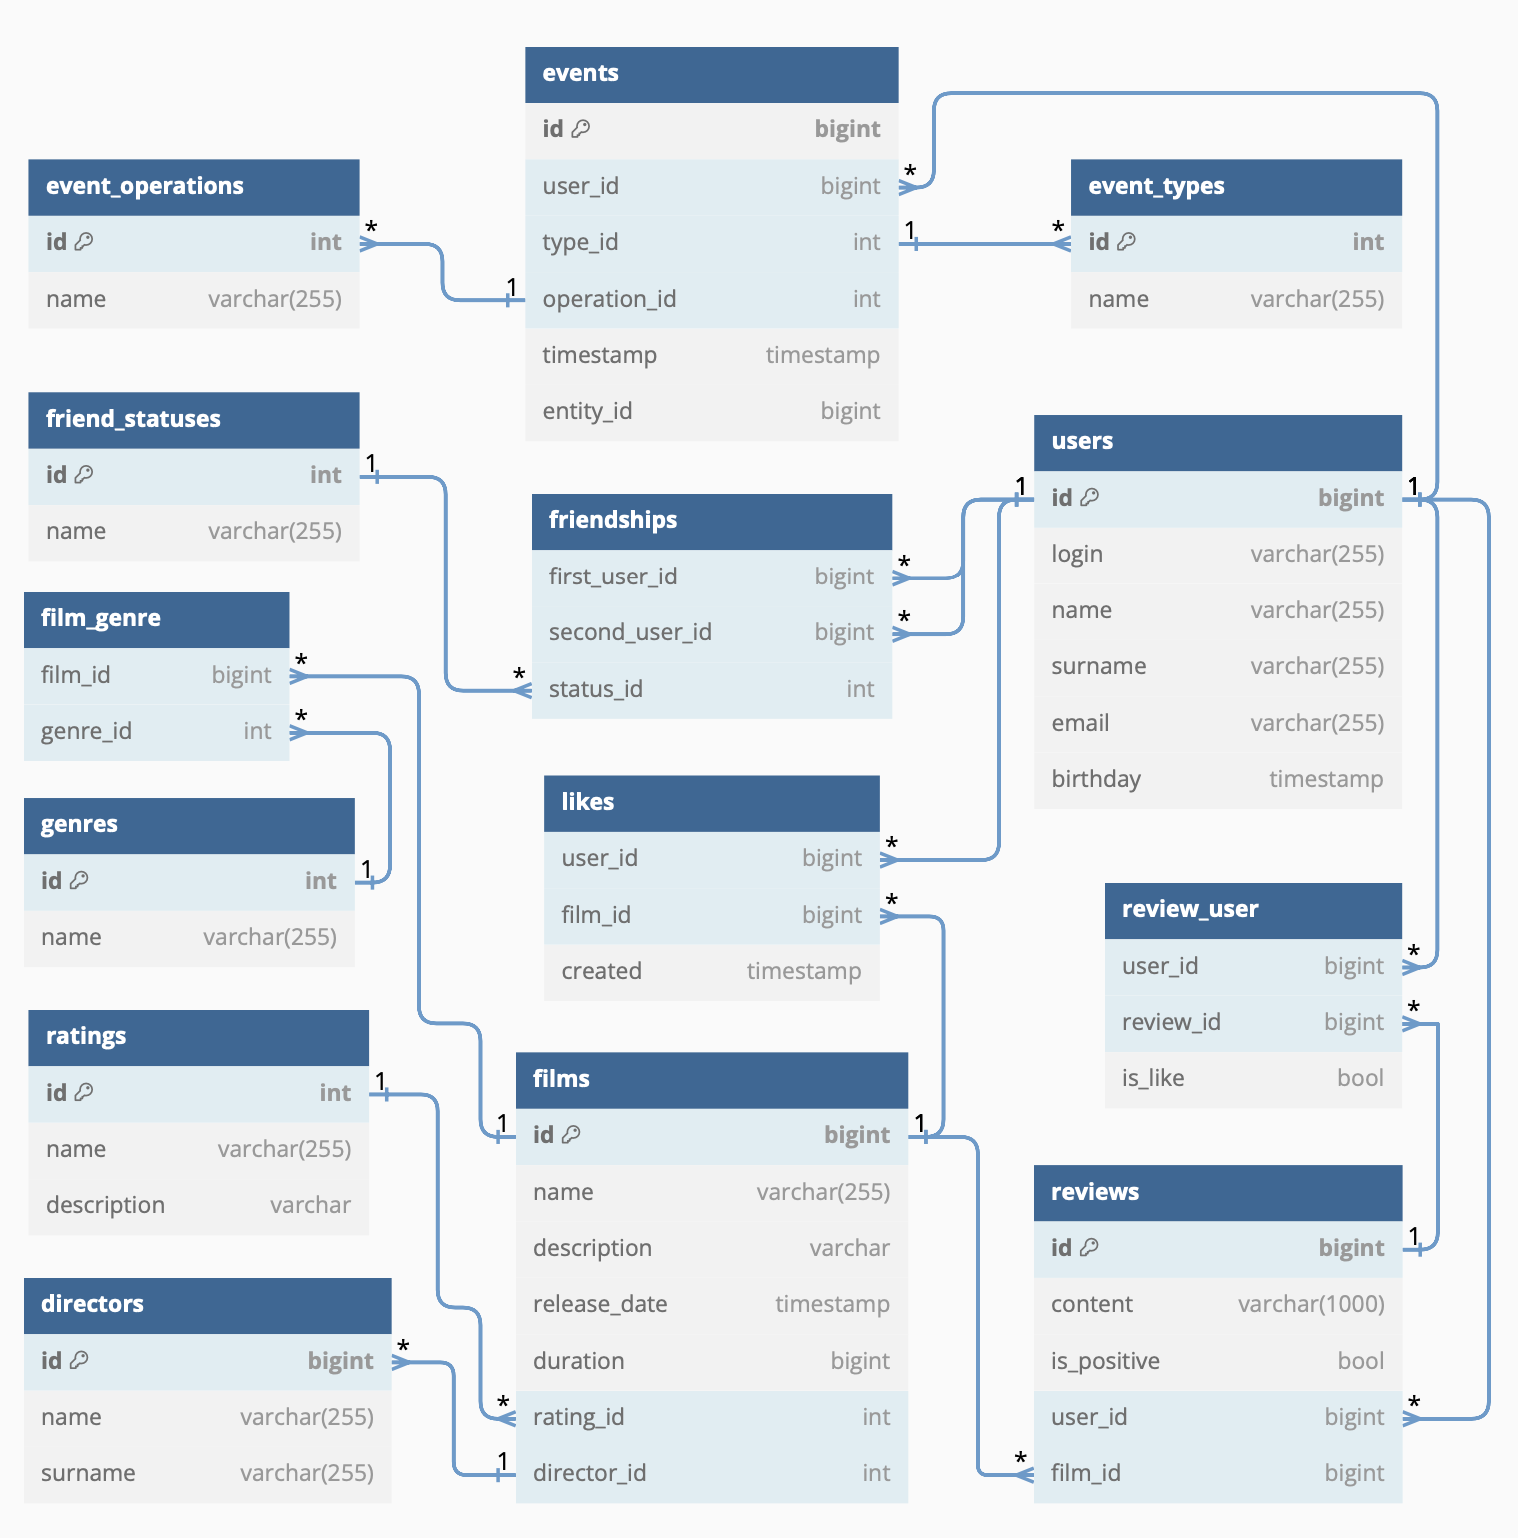 events
id bigint
user_id bigint
type_id int
operation_id int
timestamp timestamp
entity_id bigint
*
1
1
event_operations
id int
name varchar(255)
*
event_types
id int
name varchar(255)
*
friend_statuses
id int
name varchar(255)
1
users
id bigint
login varchar(255)
name varchar(255)
surname varchar(255)
email varchar(255)
birthday timestamp
1
1
friendships
first_user_id bigint
second_user_id bigint
status_id int
*
*
*
film_genre
film_id bigint
genre_id int
*
*
genres
id int
name varchar(255)
1
likes
user_id bigint
film_id bigint
created timestamp
*
*
review_user
user_id bigint
review_id bigint
is_like bool
*
*
ratings
id int
name varchar(255)
description varchar
1
films
id bigint
name varchar(255)
description varchar
release_date timestamp
duration bigint
rating_id int
director_id int
1
1
*
1
directors
id bigint
name varchar(255)
surname varchar(255)
*
reviews
id bigint
content varchar(1000)
is_positive bool
user_id bigint
film_id bigint
1
*
*